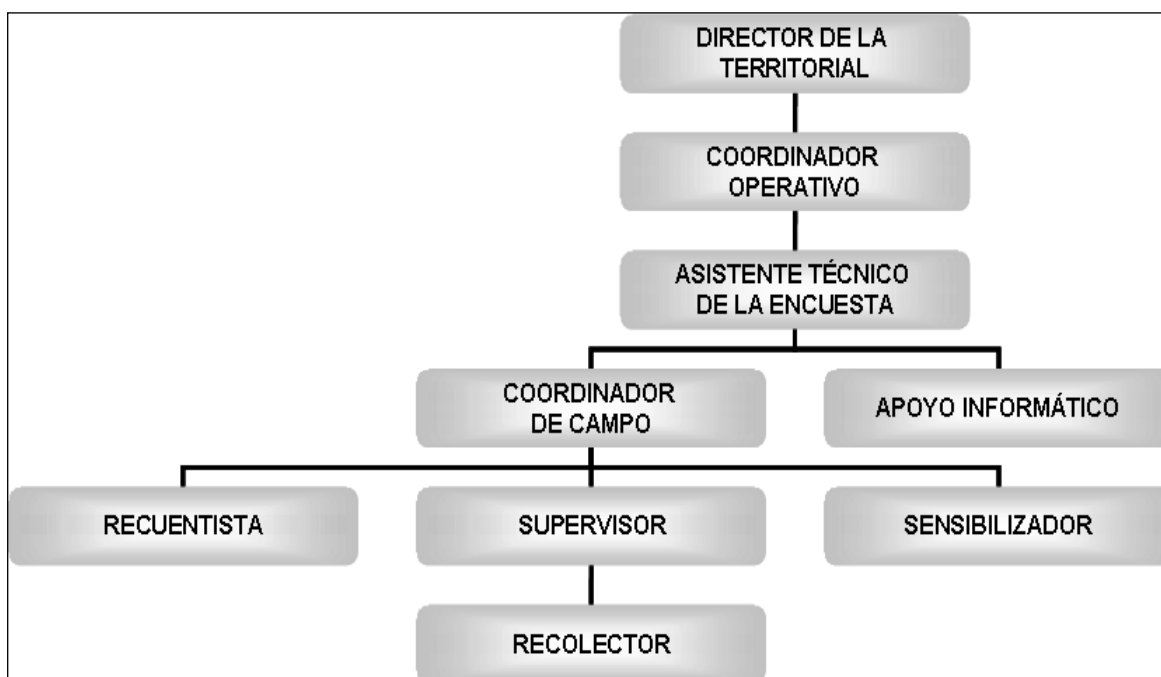 DIRECTOR DE LA
TERRITORIAL
COORDINADOR
OPERATIVO
ASISTENTE TÉCNICO
DE LA ENCUESTA
COORDINADOR
DE CAMPO
APOYO INFORMÁTICO
RECUENTISTA
SUPERVISOR
SENSIBILIZADOR
RECOLECTOR